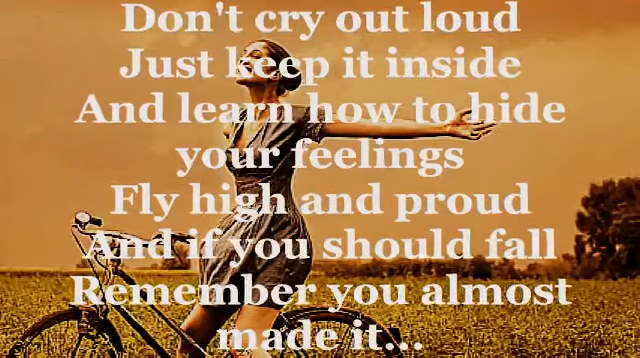 Don't cry out loud
Just keep it inside
And learn how to hide
your feelings
Fly high and proud
And if you should fall
Remember you almost
made it...